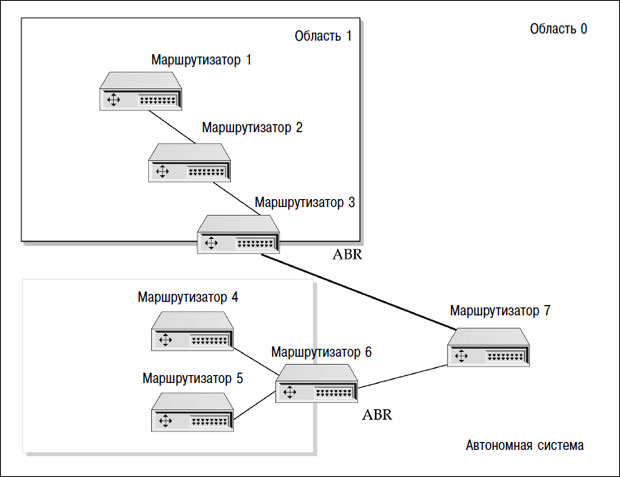 Область 1
Область 0
Маршрутизатор 1
Маршрутизатор 2
Маршрутизатор 3
ABR
Маршрутизатор 4
Маршрутизатор 7
Маршрутизатор 6
Маршрутизатор 5
ABR
Автономная система